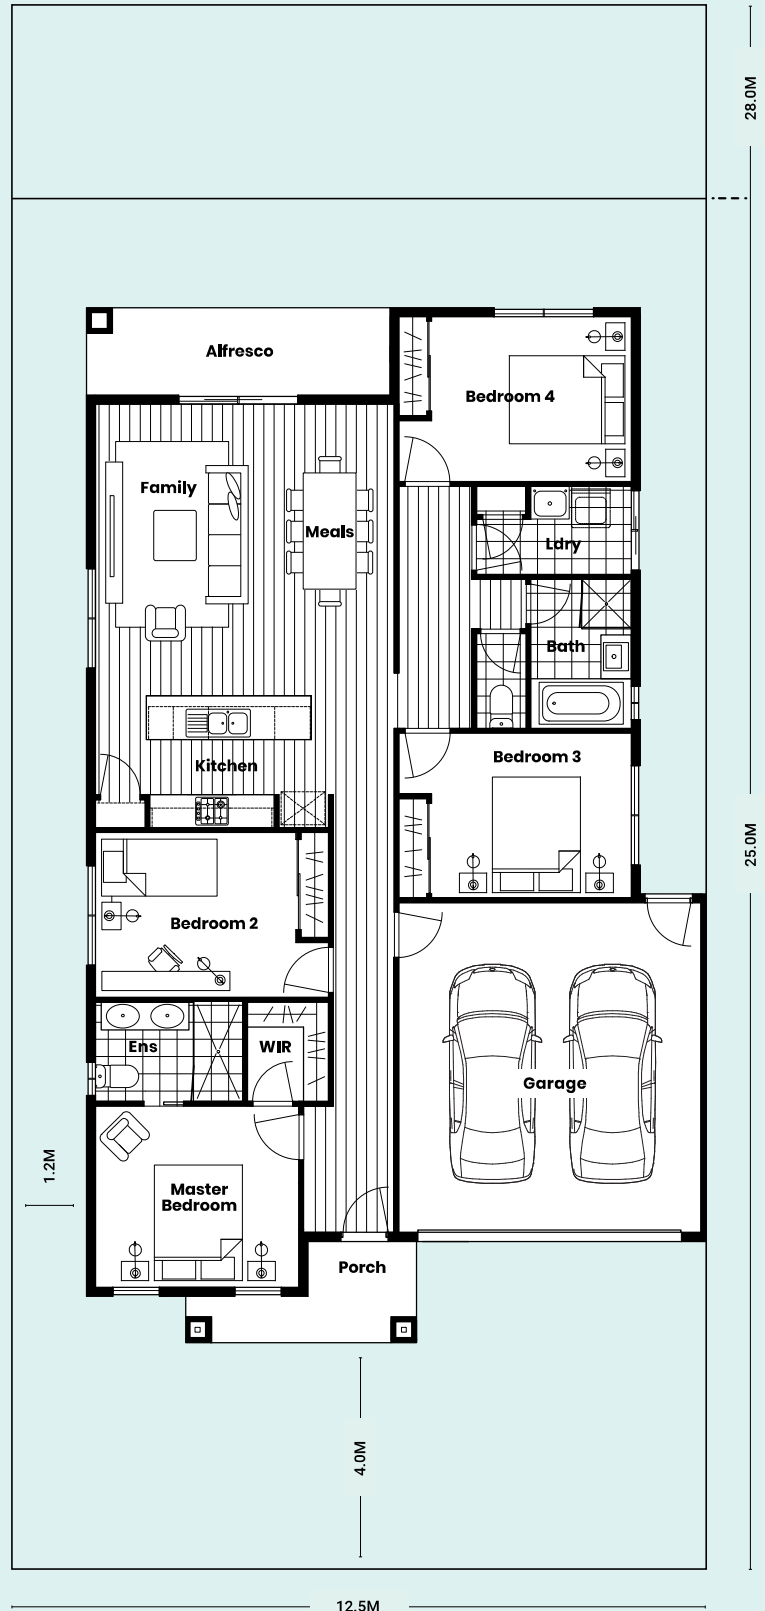 28.0M
Alfresco
Bedroom 4
Family
Meals
Ldry
Bath
Kitchen
Bedroom 3
25.0M
Bedroom 2
Ens
WIR
Garage
1.2M
Master
Bedroom
Porch
4.0M
12.5M